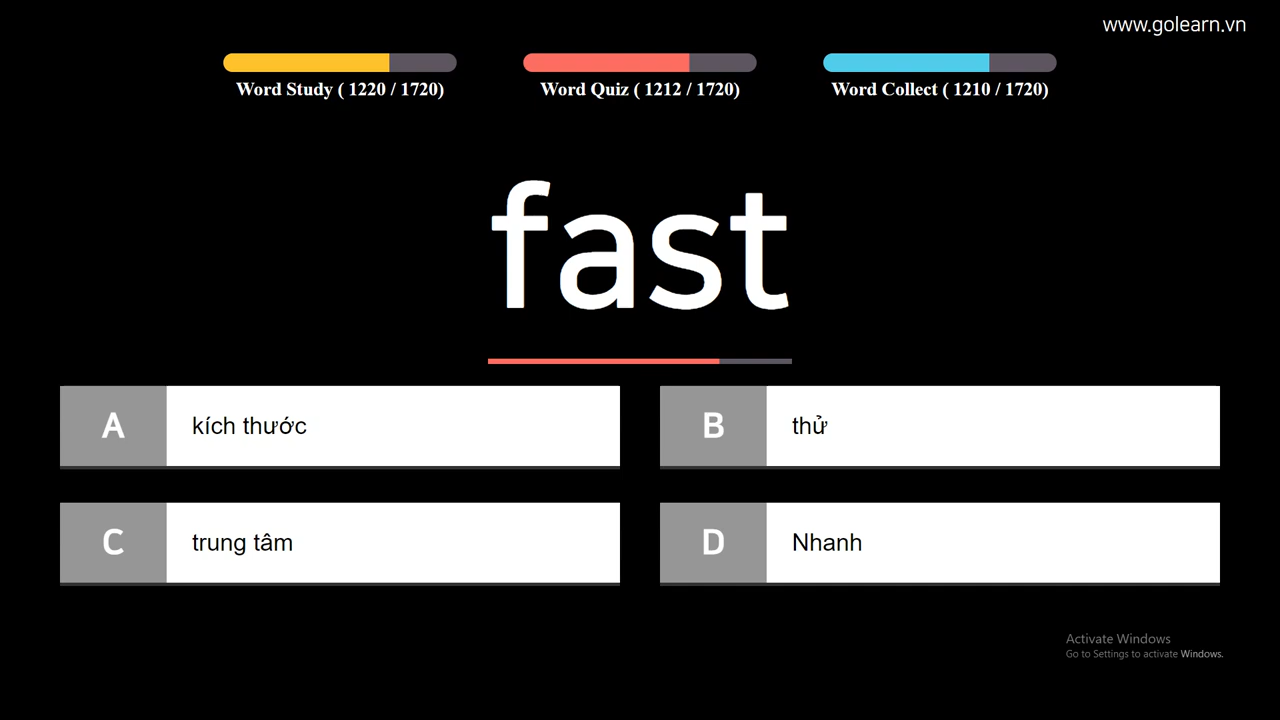 www.golearn.vn
Word Study ( 1220 / 1720)
Word Quiz ( 1212 / 1720)
Word Collect ( 1210 / 1720)
fast
A kích thước
B thử
C trung tâm
D Nhanh
Activate Windows
Go to Settings to activate Windows.